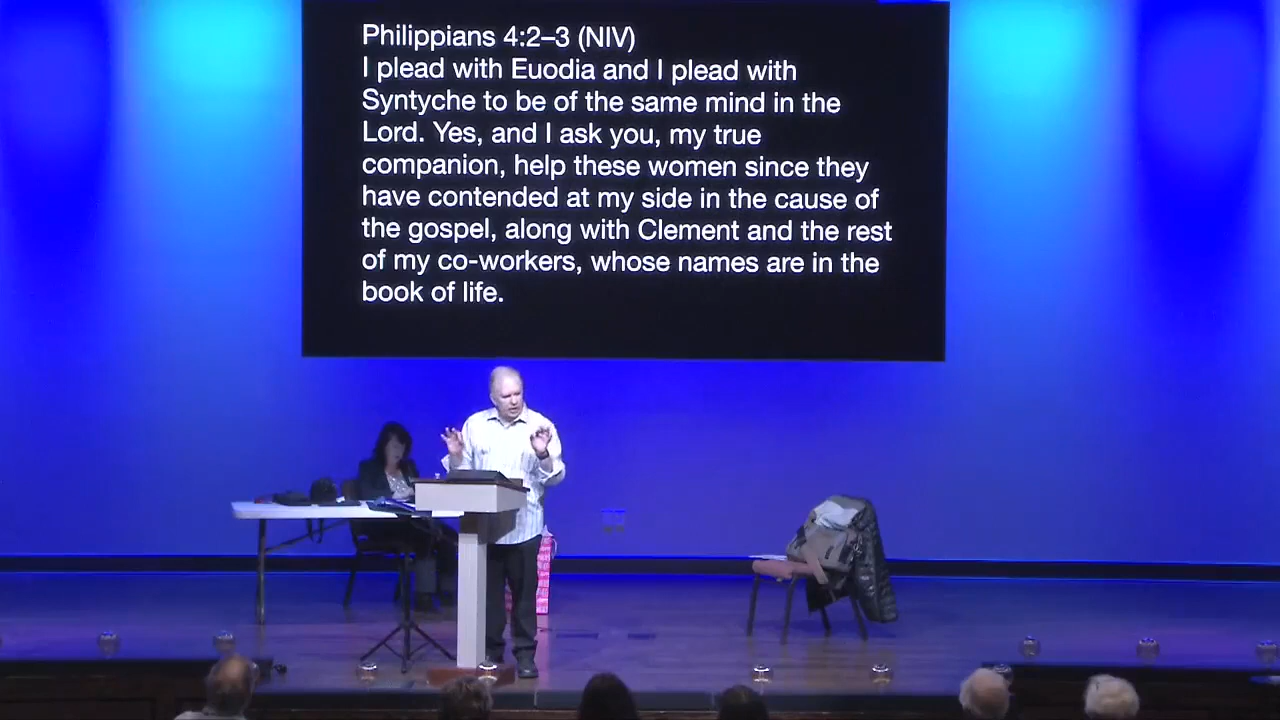 Philippians 4:2–3 (NIV)
I plead with Euodia and I plead with
Syntyche to be of the same mind in the
Lord. Yes, and I ask you, my true
companion, help these women since they
have contended at my side in the cause of
the gospel, along with Clement and the rest
of my co-workers, whose names are in the
book of life.